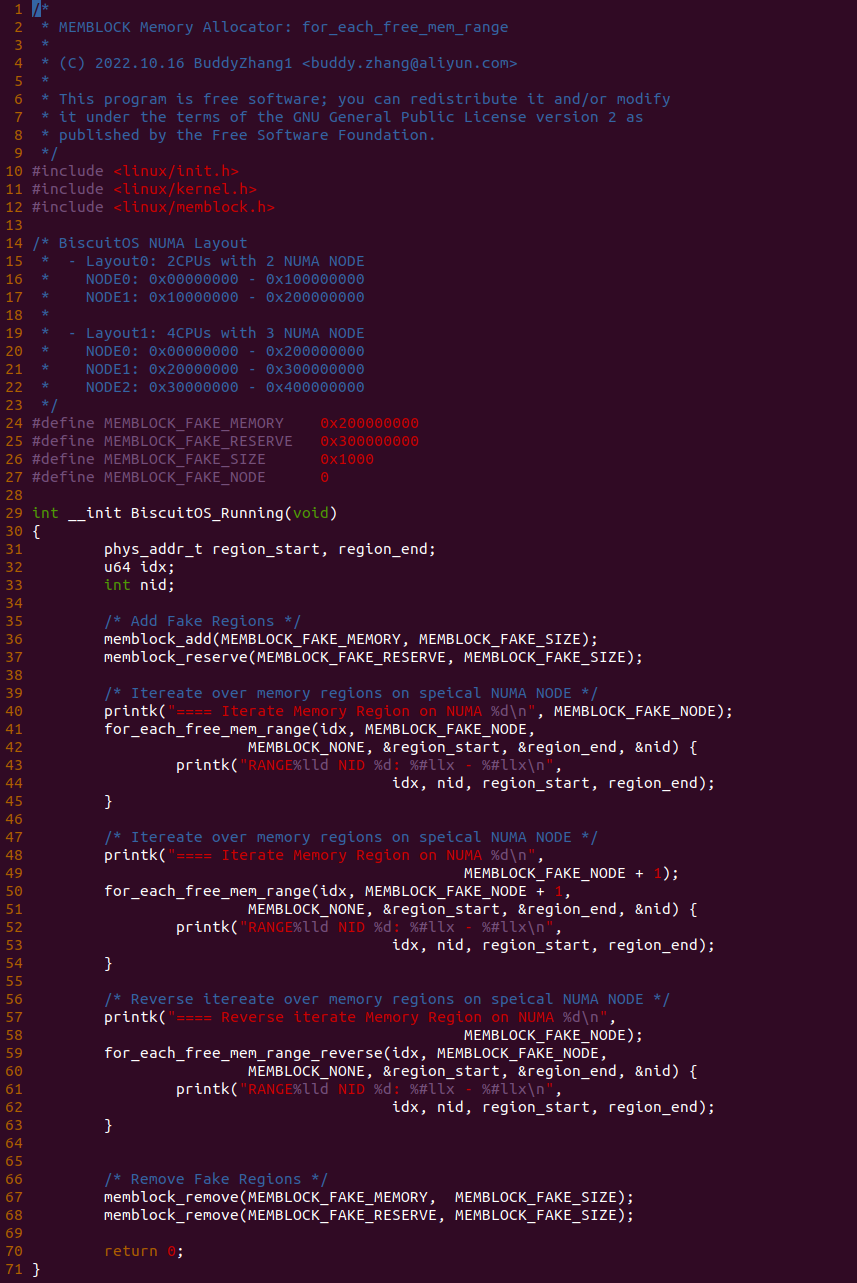 1 /*
2  * MEMBLOCK Memory Allocator: for_each_free_mem_range
3  *
4  * (C) 2022.10.16 BuddyZhang1 <buddy.zhang@aliyun.com>
5  *
6  * This program is free software; you can redistribute it and/or modify
7  * it under the terms of the GNU General Public License version 2 as
8  * published by the Free Software Foundation.
9  */
10 #include <linux/init.h>
11 #include <linux/kernel.h>
12 #include <linux/memblock.h>
13
14 /* BiscuitOS NUMA Layout
15  *  - Layout0: 2CPUs with 2 NUMA NODE
16  *    NODE0: 0x00000000 - 0x100000000
17  *    NODE1: 0x10000000 - 0x200000000
18  *
19  *  - Layout1: 4CPUs with 3 NUMA NODE
20  *    NODE0: 0x00000000 - 0x200000000
21  *    NODE1: 0x20000000 - 0x300000000
22  *    NODE2: 0x30000000 - 0x400000000
23  */
24 #define MEMBLOCK_FAKE_MEMORY    0x200000000
25 #define MEMBLOCK_FAKE_RESERVE   0x300000000
26 #define MEMBLOCK_FAKE_SIZE      0x1000
27 #define MEMBLOCK_FAKE_NODE      0
28
29 int __init BiscuitOS_Running(void)
30 {
31         phys_addr_t region_start, region_end;
32         u64 idx;
33         int nid;
34
35         /* Add Fake Regions */
36         memblock_add(MEMBLOCK_FAKE_MEMORY, MEMBLOCK_FAKE_SIZE);
37         memblock_reserve(MEMBLOCK_FAKE_RESERVE, MEMBLOCK_FAKE_SIZE);
38
39         /* Itereate over memory regions on speical NUMA NODE */
40         printk("==== Iterate Memory Region on NUMA %d\n", MEMBLOCK_FAKE_NODE);
41         for_each_free_mem_range(idx, MEMBLOCK_FAKE_NODE,
42                         MEMBLOCK_NONE, &region_start, &region_end, &nid) {
43                 printk("RANGE%lld NID %d: %#llx - %#llx\n",
44                                         idx, nid, region_start, region_end);
45         }
46
47         /* Itereate over memory regions on speical NUMA NODE */
48         printk("==== Iterate Memory Region on NUMA %d\n",
49                                                 MEMBLOCK_FAKE_NODE + 1);
50         for_each_free_mem_range(idx, MEMBLOCK_FAKE_NODE + 1,
51                         MEMBLOCK_NONE, &region_start, &region_end, &nid) {
52                 printk("RANGE%lld NID %d: %#llx - %#llx\n",
53                                         idx, nid, region_start, region_end);
54         }
55
56         /* Reverse itereate over memory regions on speical NUMA NODE */
57         printk("==== Reverse iterate Memory Region on NUMA %d\n",
58                                                 MEMBLOCK_FAKE_NODE);
59         for_each_free_mem_range_reverse(idx, MEMBLOCK_FAKE_NODE,
60                         MEMBLOCK_NONE, &region_start, &region_end, &nid) {
61                 printk("RANGE%lld NID %d: %#llx - %#llx\n",
62                                         idx, nid, region_start, region_end);
63         }
64
65
66         /* Remove Fake Regions */
67         memblock_remove(MEMBLOCK_FAKE_MEMORY,  MEMBLOCK_FAKE_SIZE);
68         memblock_remove(MEMBLOCK_FAKE_RESERVE, MEMBLOCK_FAKE_SIZE);
69
70         return 0;
71 }